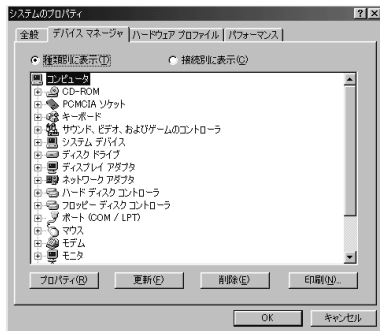 システムのプロパティ
全般 デバイス マネージャ ハードウェア プロファイル パフォーマンス
種類別に表示(T) 接続別に表示(C)
コンピュータ
CD-ROM
PCMCIA ソケット
キーボード
サウンド、ビデオ、およびゲームのコントローラ
システム デバイス
ディスク ドライブ
ディスプレイ アダプタ
ネットワーク アダプタ
ハード ディスク コントローラ
フロッピー ディスク コントローラ
ポート (COM / LPT)
マウス
モデム
モニタ
プロパティ(R) 更新(F) 削除(E) 印刷(N)...
OK キャンセル